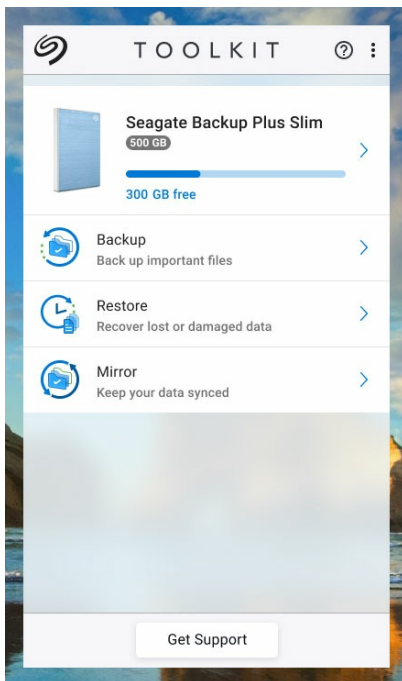 TOOLKIT
Seagate Backup Plus Slim
500 GB
300 GB free
Backup
Back up important files
Restore
Recover lost or damaged data
Mirror
Keep your data synced
Get Support